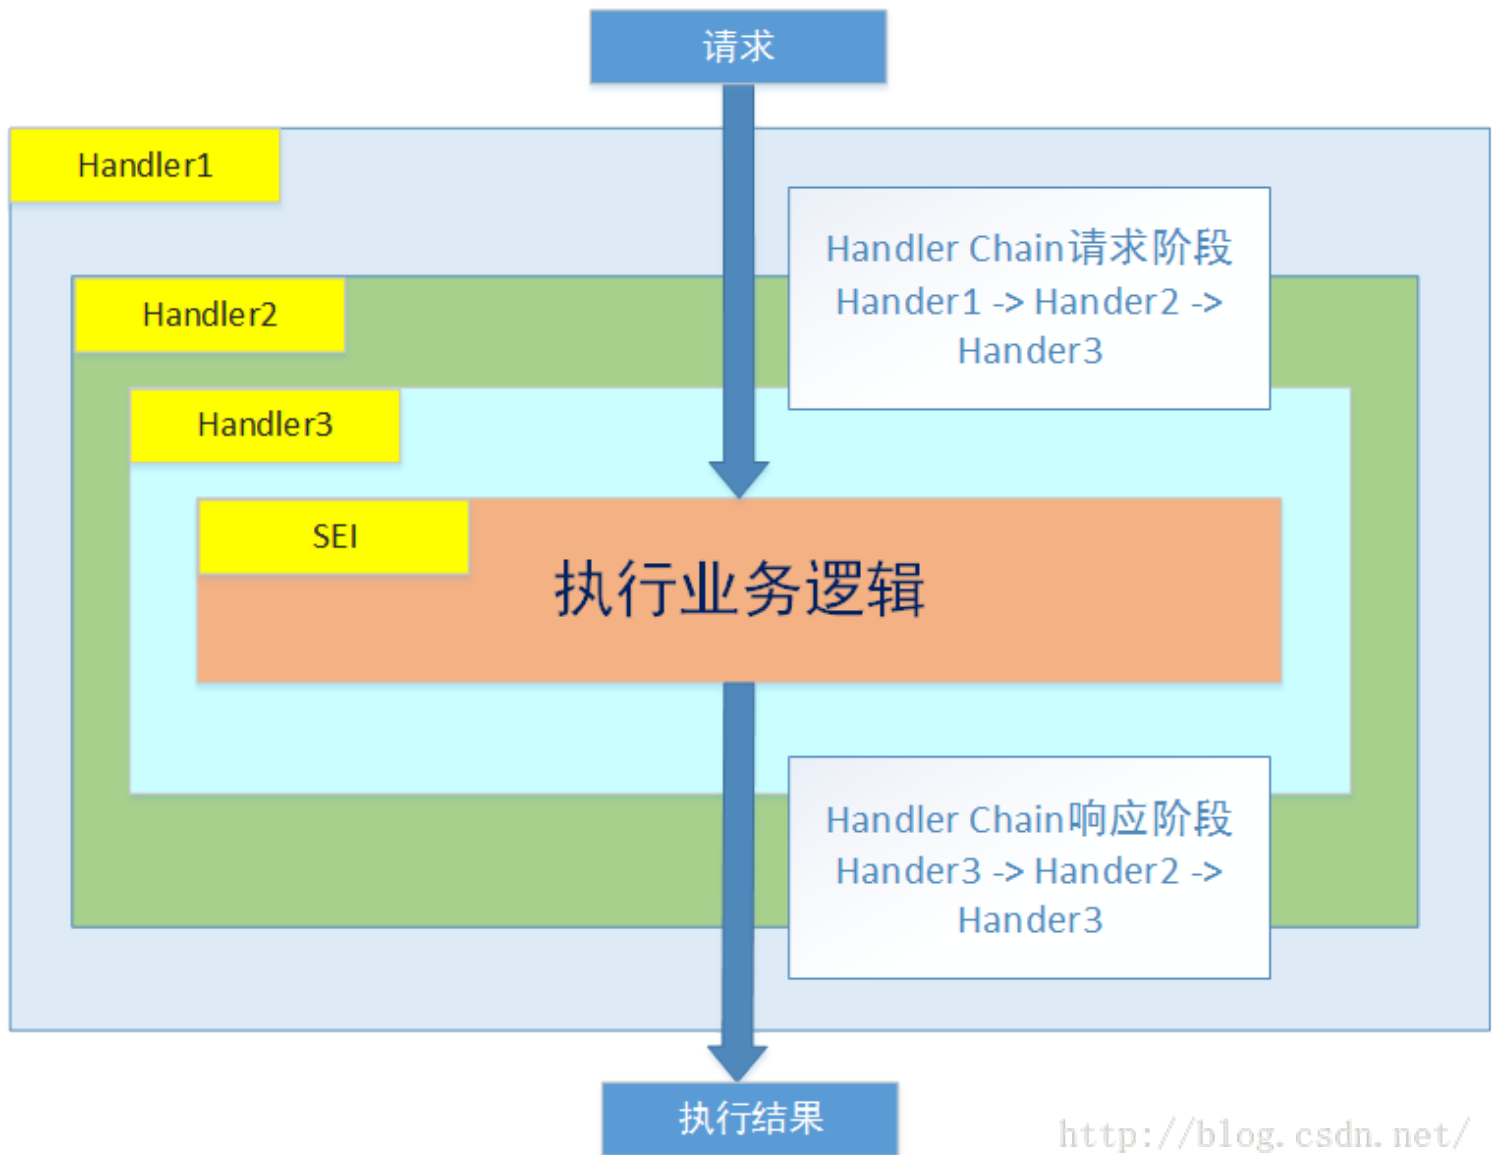 请求
Handler1
Handler Chain请求阶段
Hander1 -> Hander2 ->
Hander3
Handler2
Handler3
SEI
执行业务逻辑
Handler Chain响应阶段
Hander3 -> Hander2 ->
Hander3
执行结果
http://blog.csdn.net/